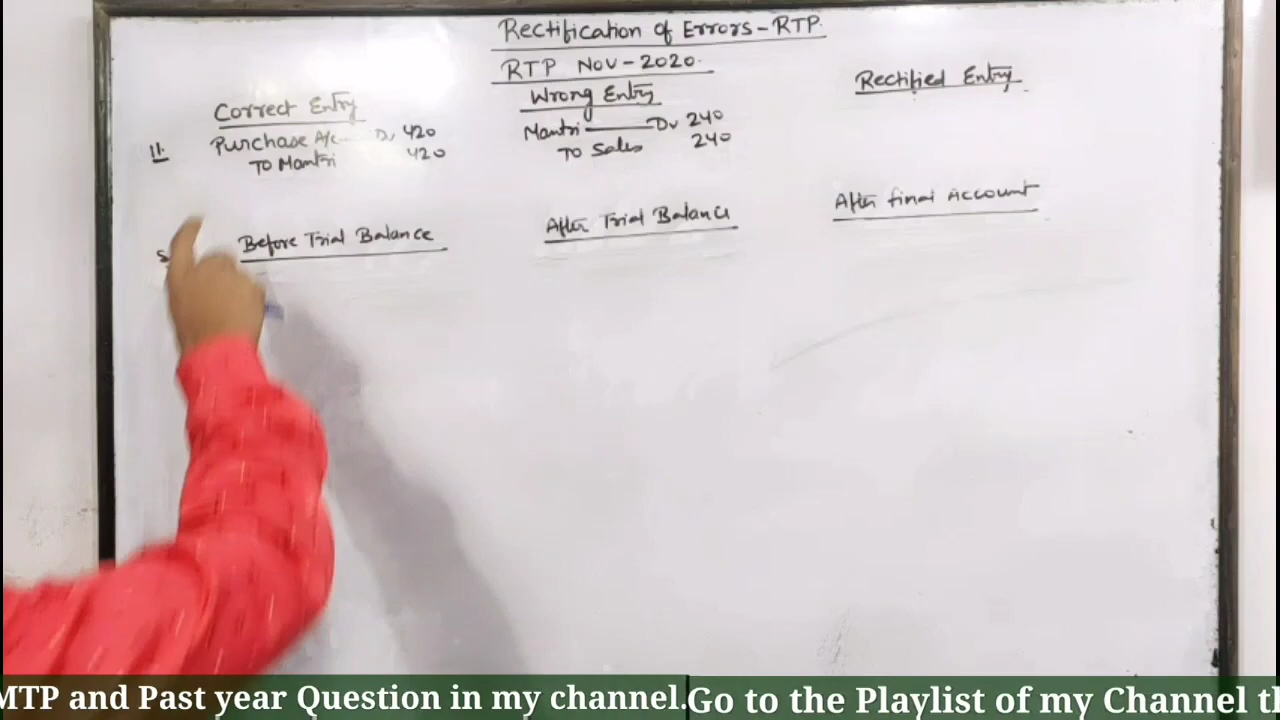 Rectification of Errors - RTP.
RTP Nov - 2020.
Correct Entry
Wrong Entry
Rectified Entry
11.
Purchase A/c Dr 420
To Mantri 420
Mantri Dr 240
To Sales 240
Before Trial Balance
After Trial Balance
After final Account
MTP and Past year Question in my channel. Go to the Playlist of my Channel